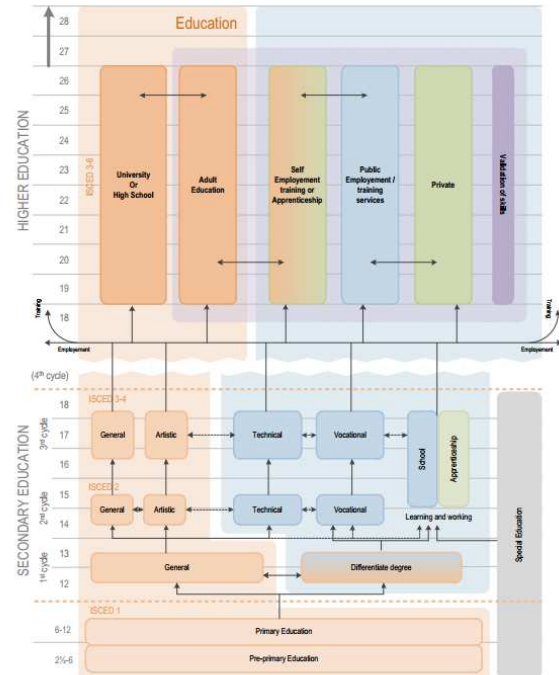 28
Education
27
26
25
24
23
22
21
20
19
18
HIGHER EDUCATION
ISCED 3-6
University
Or
High School
Adult
Education
Self
Employement
training or
Apprenticeship
Public
Employement /
training
services
Private
Validation of skills
Training
Employement
Training
Employement
(4th cycle)
SECONDARY EDUCATION
ISCED 3-4
18
17
16
3rd cycle
General
Artistic
Technical
Vocational
School
Apprenticeship
ISCED 2
15
14
2nd cycle
General
Artistic
Technical
Vocational
Learning and working
13
12
1st cycle
General
Differentiate degree
Special Education
ISCED 1
6-12
Primary Education
2½-6
Pre-primary Education